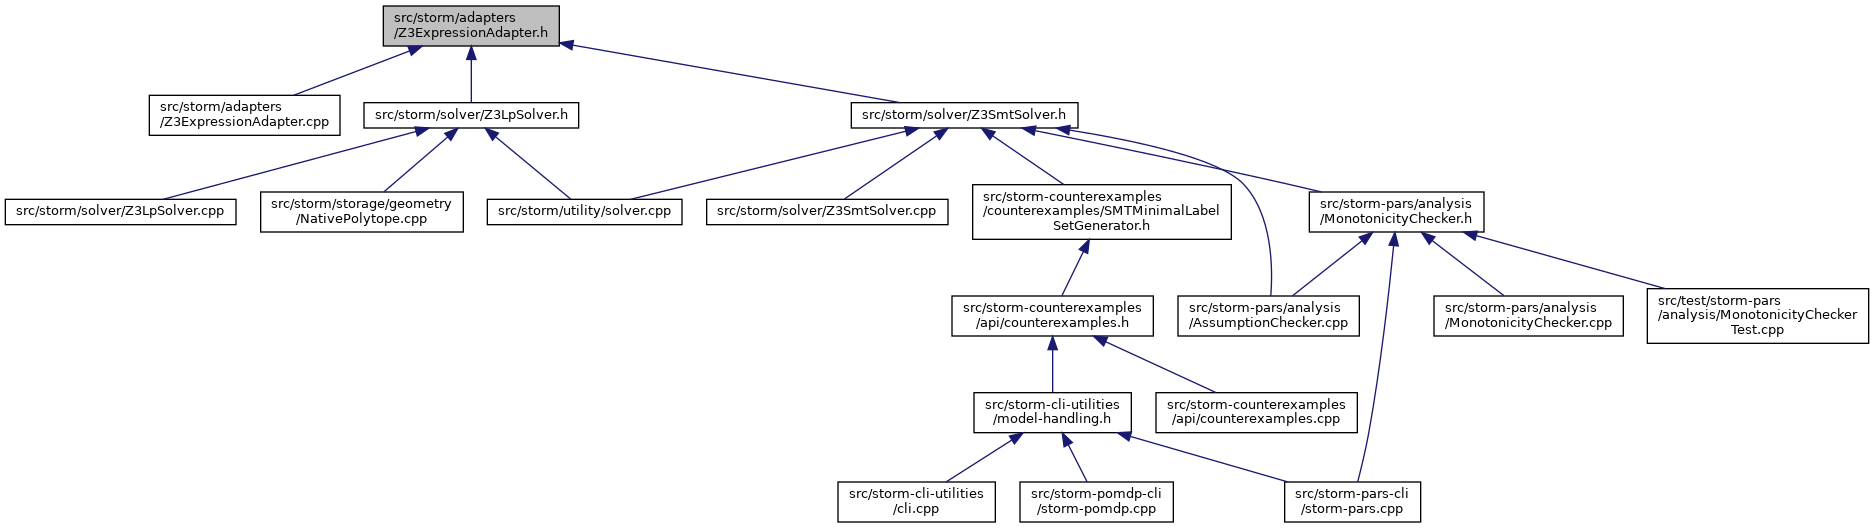 src/storm/adapters
/Z3ExpressionAdapter.h
src/storm/adapters
/Z3ExpressionAdapter.cpp
src/storm/solver/Z3LpSolver.h
src/storm/solver/Z3SmtSolver.h
src/storm/solver/Z3LpSolver.cpp
src/storm/storage/geometry
/NativePolytope.cpp
src/storm/utility/solver.cpp
src/storm/solver/Z3SmtSolver.cpp
src/storm-counterexamples
/counterexamples/SMTMinimalLabel
SetGenerator.h
src/storm-pars/analysis
/MonotonicityChecker.h
src/storm-counterexamples
/api/counterexamples.h
src/storm-pars/analysis
/AssumptionChecker.cpp
src/storm-pars/analysis
/MonotonicityChecker.cpp
src/test/storm-pars
/analysis/MonotonicityChecker
Test.cpp
src/storm-cli-utilities
/model-handling.h
src/storm-counterexamples
/api/counterexamples.cpp
src/storm-cli-utilities
/cli.cpp
src/storm-pomdp-cli
/storm-pomdp.cpp
src/storm-pars-cli
/storm-pars.cpp